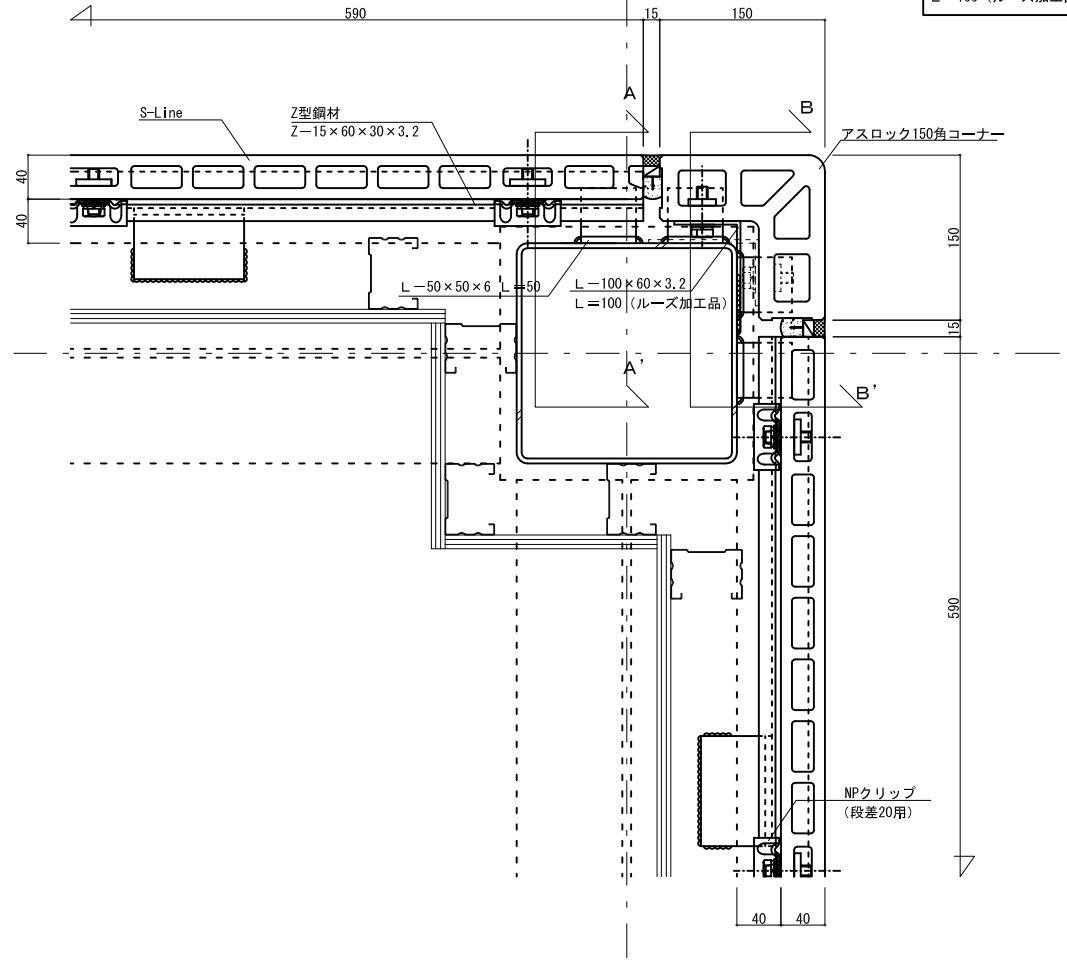 590
15
150
A
B
S-Line
Z型鋼材
Z-15×60×30×3.2
アスロック150角コーナー
40
40
150
L-50×50×6 L=50
L-100×60×3.2
L=100 (ルーズ加工品)
15
A'
B'
590
NPクリップ
(段差20用)
40
40